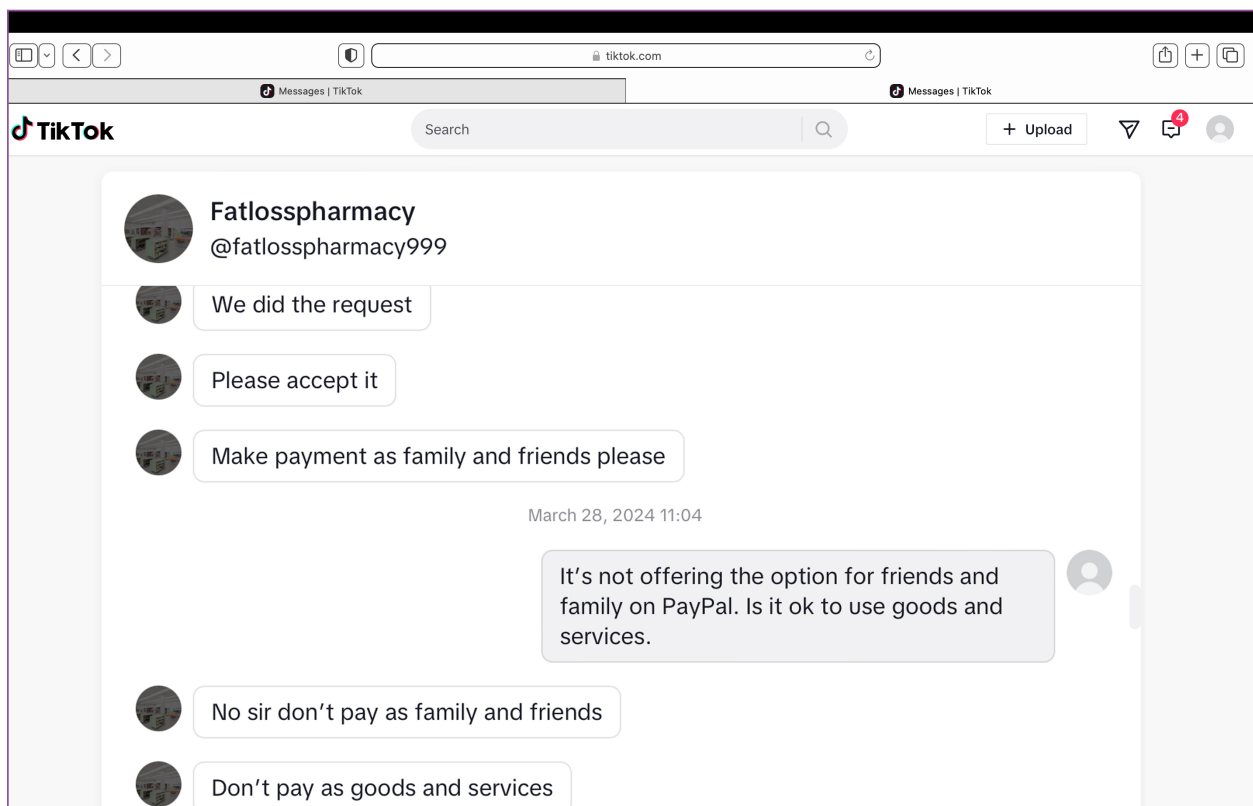 tiktok.com
Messages | TikTok
Messages | TikTok
TikTok
Search
+ Upload
4
Fatlosspharmacy
@fatlosspharmacy999
We did the request
Please accept it
Make payment as family and friends please
March 28, 2024 11:04
It's not offering the option for friends and
family on PayPal. Is it ok to use goods and
services.
No sir don't pay as family and friends
Don't pay as goods and services